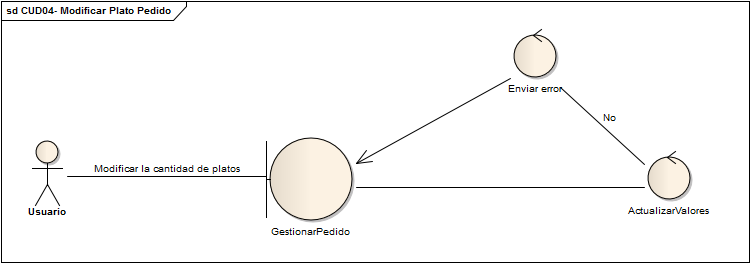 sd CUD04- Modificar Plato Pedido
Enviar error
No
Modificar la cantidad de platos
Usuario
ActualizarValores
GestionarPedido